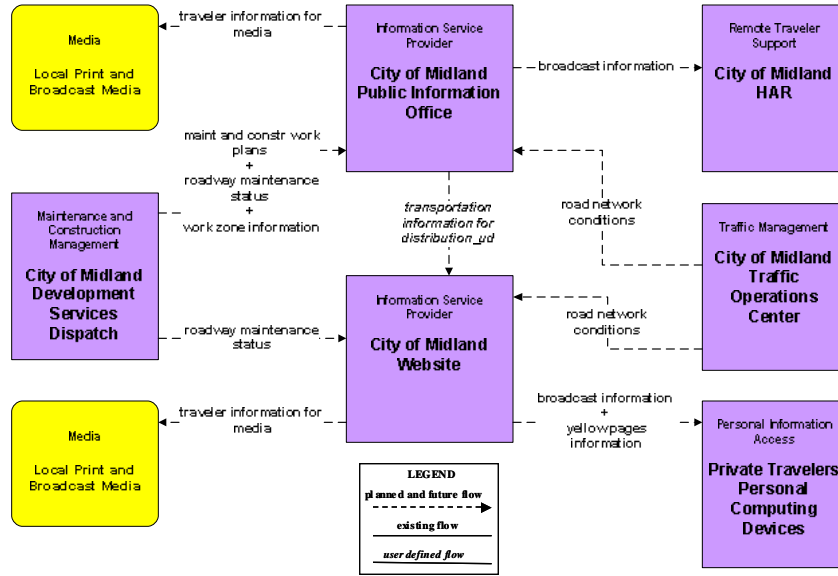 Media
Local Print and
Broadcast Media
traveler information for
media
Information Service
Provider
City of Midland
Public Information
Office
broadcast information
Remote Traveler
Support
City of Midland
HAR
maint and constr work
plans
+
roadway maintenance
status
+
work zone information
Maintenance and
Construction
Management
City of Midland
Development
Services
Dispatch
transportation
information for
distribution_ud
road network
conditions
Traffic Management
City of Midland
Traffic
Operations
Center
roadway maintenance
status
Information Service
Provider
City of Midland
Website
road network
conditions
Media
Local Print and
Broadcast Media
traveler information for
media
broadcast information
+
yellow pages
information
Personal Information
Access
Private Travelers
Personal
Computing
Devices
LEGEND
planned and future flow
existing flow
user defined flow